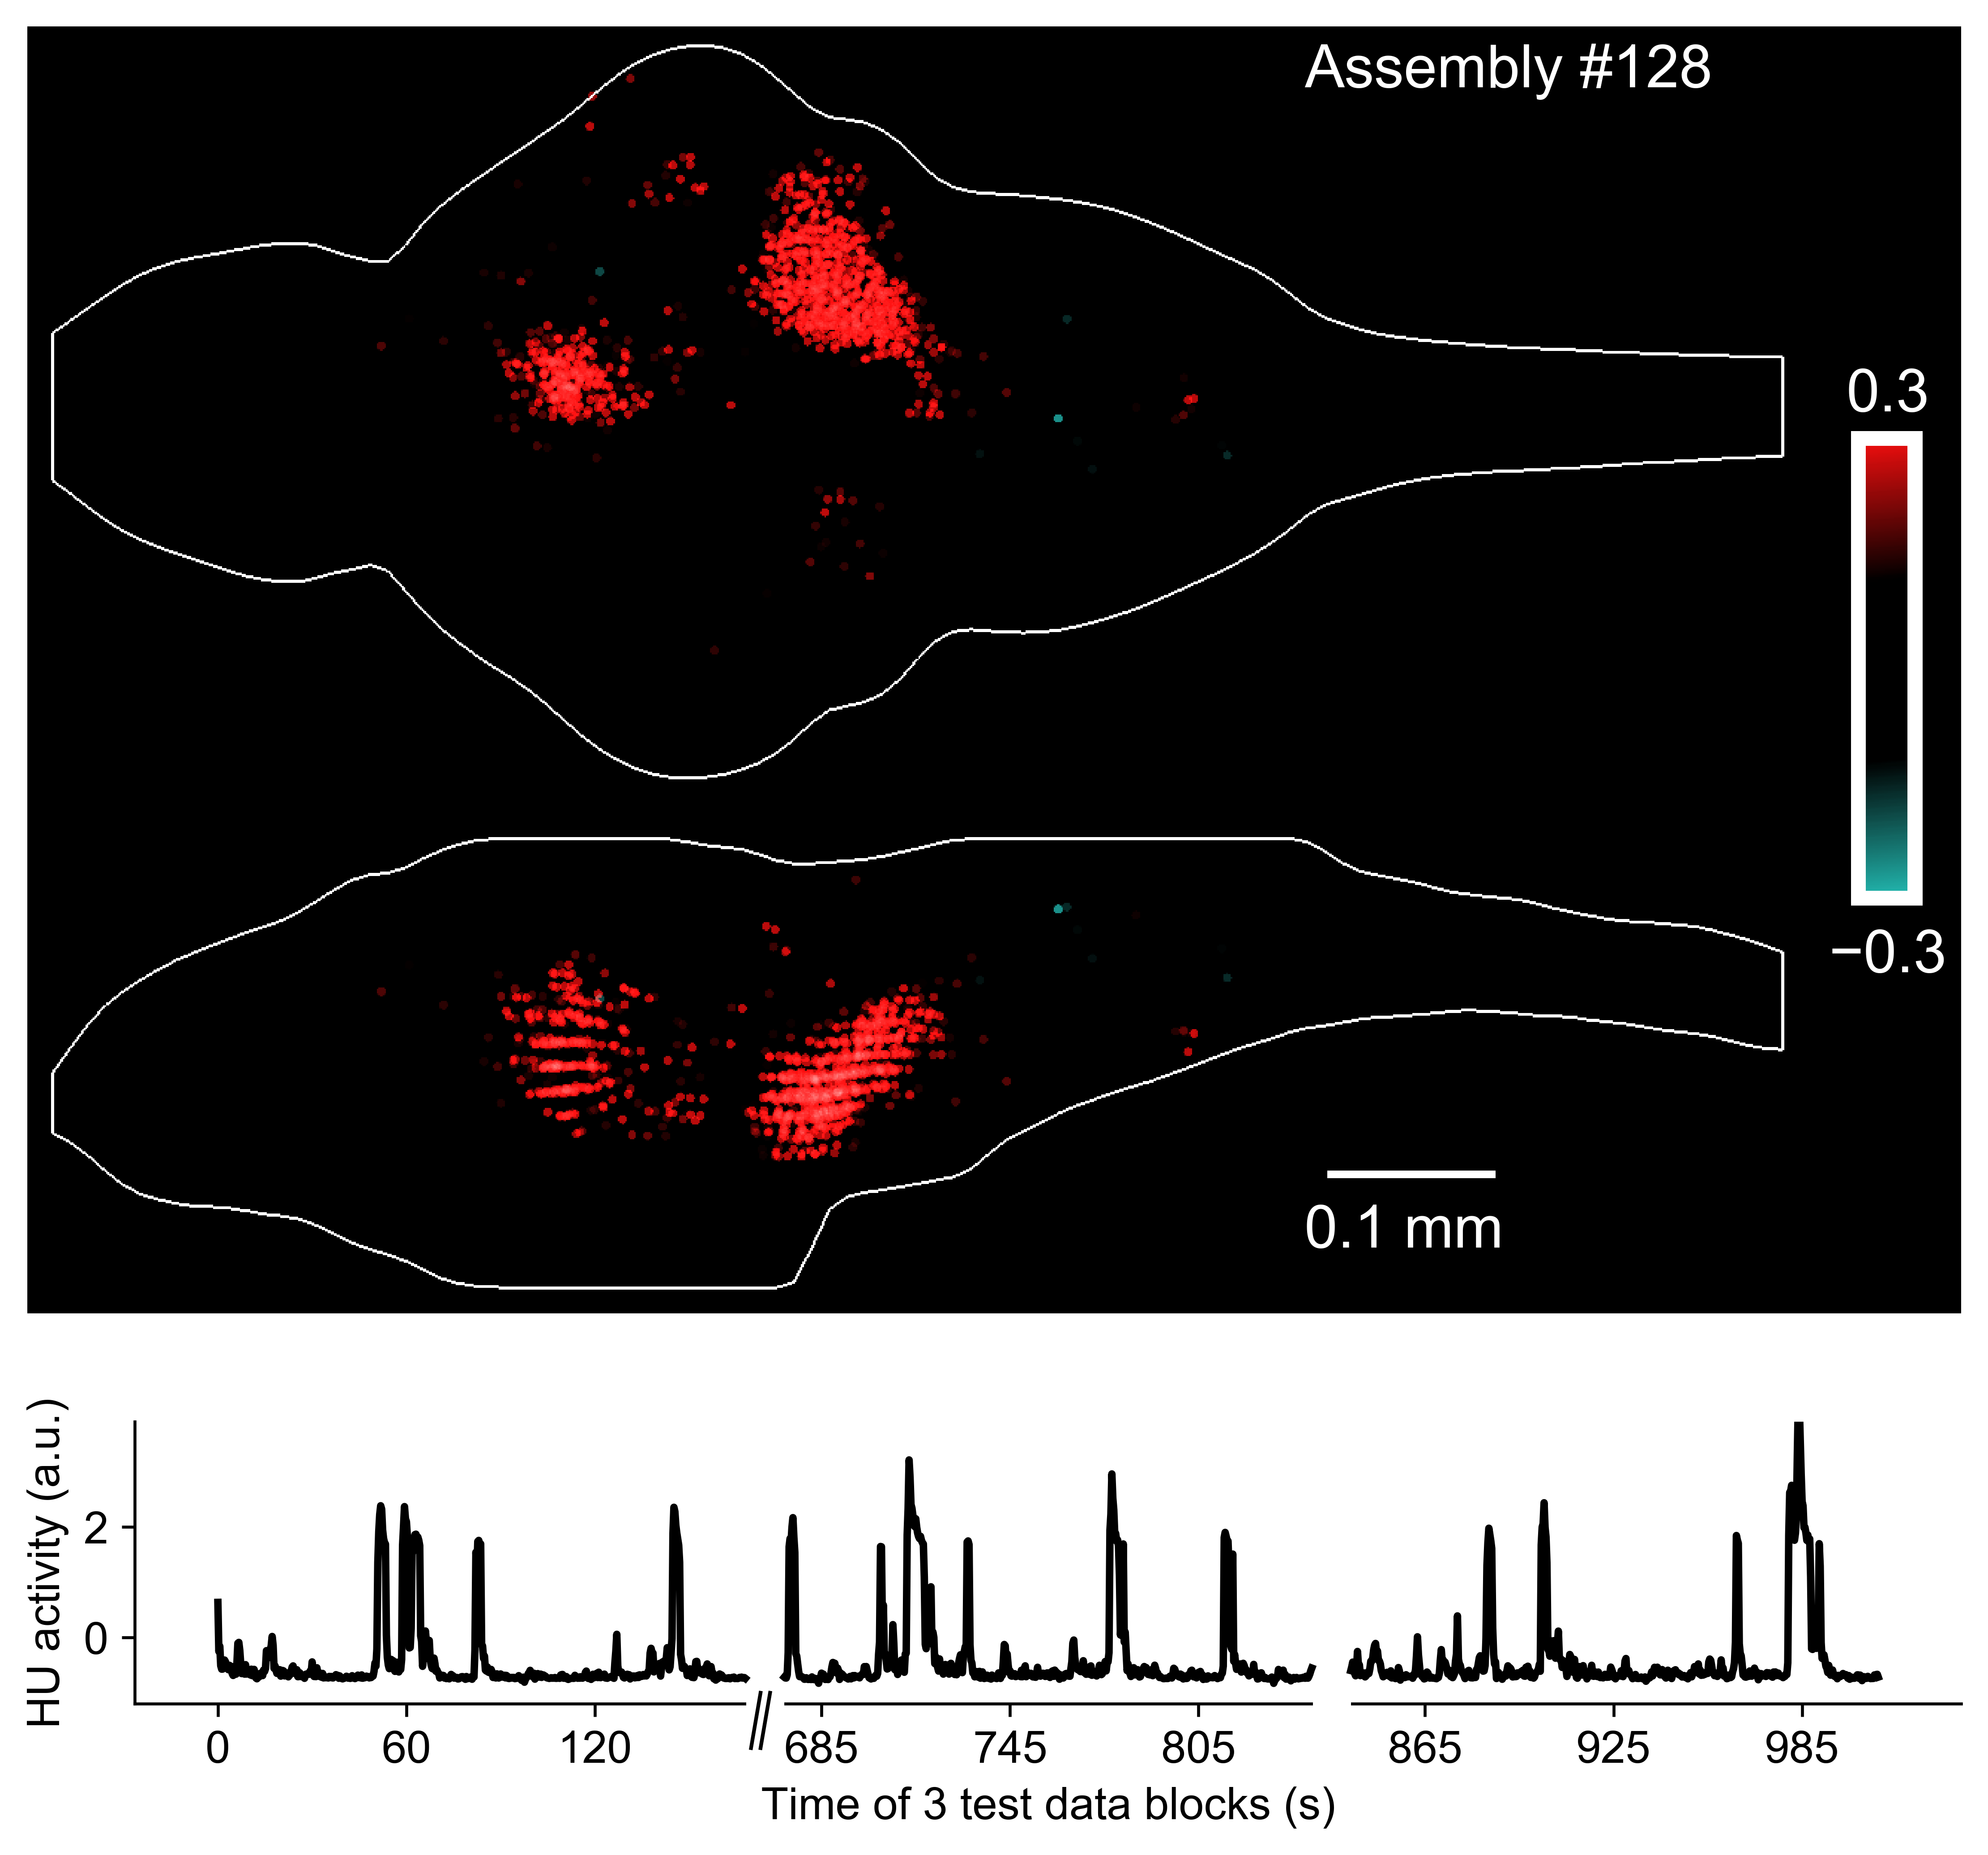 Assembly #128
0.3
−0.3
0.1 mm
HU activity (a.u.)
2
0
0 60 120 685 745 805 865 925 985
Time of 3 test data blocks (s)